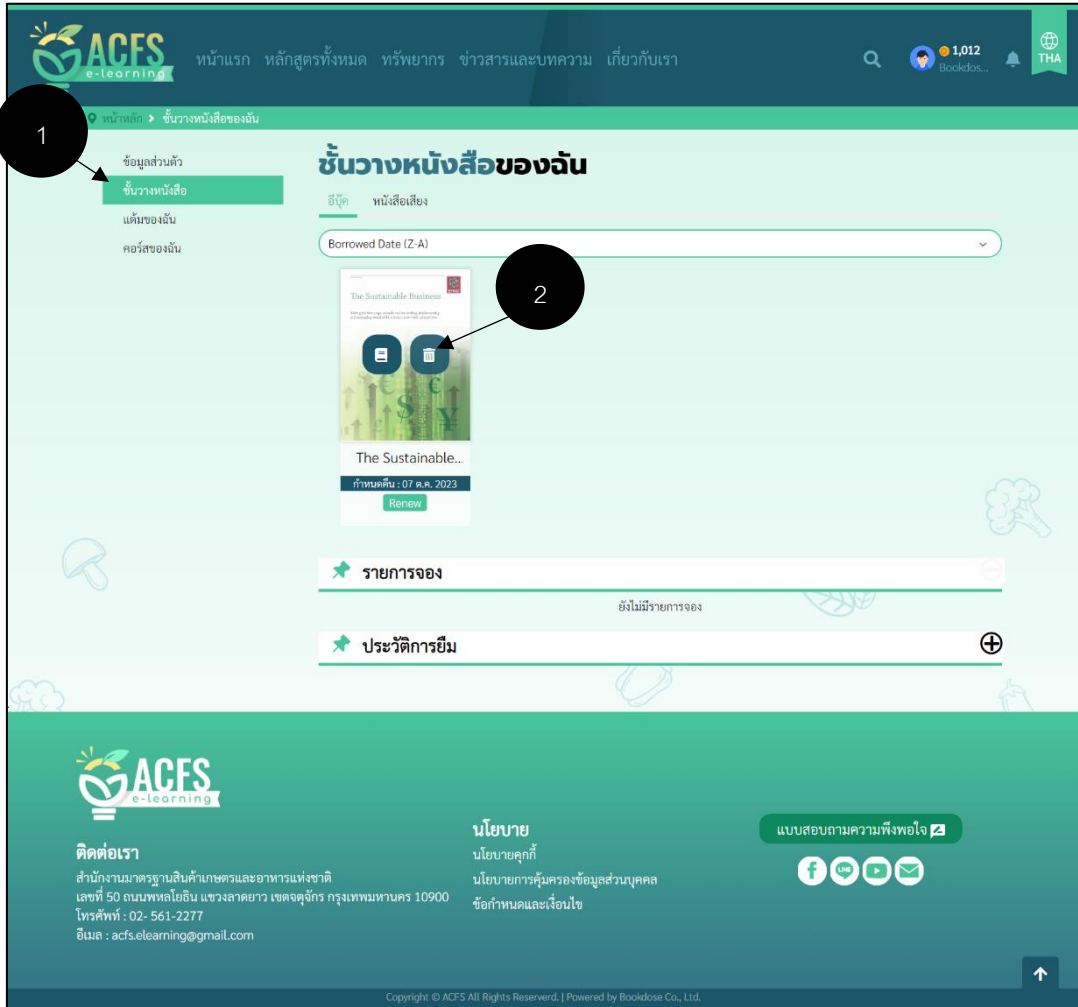 ACFS
e-learning
หน้าแรก หลักสูตรทั้งหมด ทรัพยากร ข่าวสารและบทความ เกี่ยวกับเรา
1,012
Bookdos...
THA
หน้าหลัก > ชั้นวางหนังสือของฉัน
1
ข้อมูลส่วนตัว
ชั้นวางหนังสือ
แต้มของฉัน
คอร์สของฉัน
ชั้นวางหนังสือของฉัน
อีบุ๊ค หนังสือเสียง
Borrowed Date (Z-A)
2
The Sustainable Business
The Sustainable...
กำหนดคืน : 07 ต.ค. 2023
Renew
รายการจอง
ยังไม่มีรายการจอง
ประวัติการยืม
ACFS
e-learning
ติดต่อเรา
สำนักงานมาตรฐานสินค้าเกษตรและอาหารแห่งชาติ
เลขที่ 50 ถนนพหลโยธิน แขวงลาดยาว เขตจตุจักร กรุงเทพมหานคร 10900
โทรศัพท์ : 02- 561-2277
อีเมล : acfs.elearning@gmail.com
นโยบาย
นโยบายคุกกี้
นโยบายการคุ้มครองข้อมูลส่วนบุคคล
ข้อกำหนดและเงื่อนไข
แบบสอบถามความพึงพอใจ
Copyright © ACFS All Rights Reserverd. | Powered by Bookdose Co., Ltd.